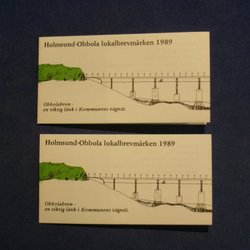 Holmsund-Obbola lokalbrevmärken 1989
Obbolabron -
en viktig länk i Kommunens vägnät.
Holmsund-Obbola lokalbrevmärken 1989
Obbolabron -
en viktig länk i Kommunens vägnät.